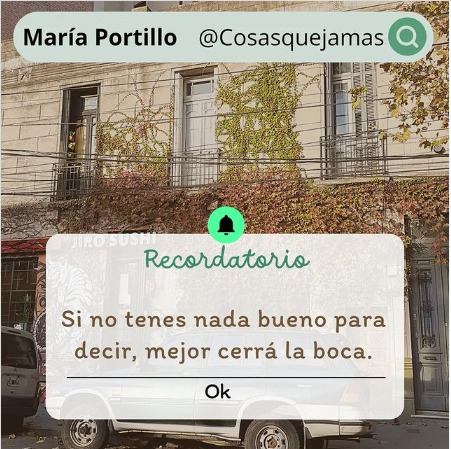 María Portillo @Cosasquejamas
JIRO SUSHI
Recordatorio
Si no tenes nada bueno para
decir, mejor cerrá la boca.
Ok